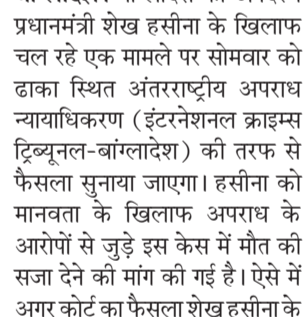 प्रधानमंत्री शेख हसीना के खिलाफ
चल रहे एक मामले पर सोमवार को
ढाका स्थित अंतरराष्ट्रीय अपराध
न्यायाधिकरण (इंटरनेशनल क्राइम्स
ट्रिब्यूनल-बांग्लादेश) की तरफ से
फैसला सुनाया जाएगा। हसीना को
मानवता के खिलाफ अपराध के
आरोपों से जुड़े इस केस में मौत की
सजा देने की मांग की गई है। ऐसे में
अगर कोर्ट का फैसला शेख हसीना के